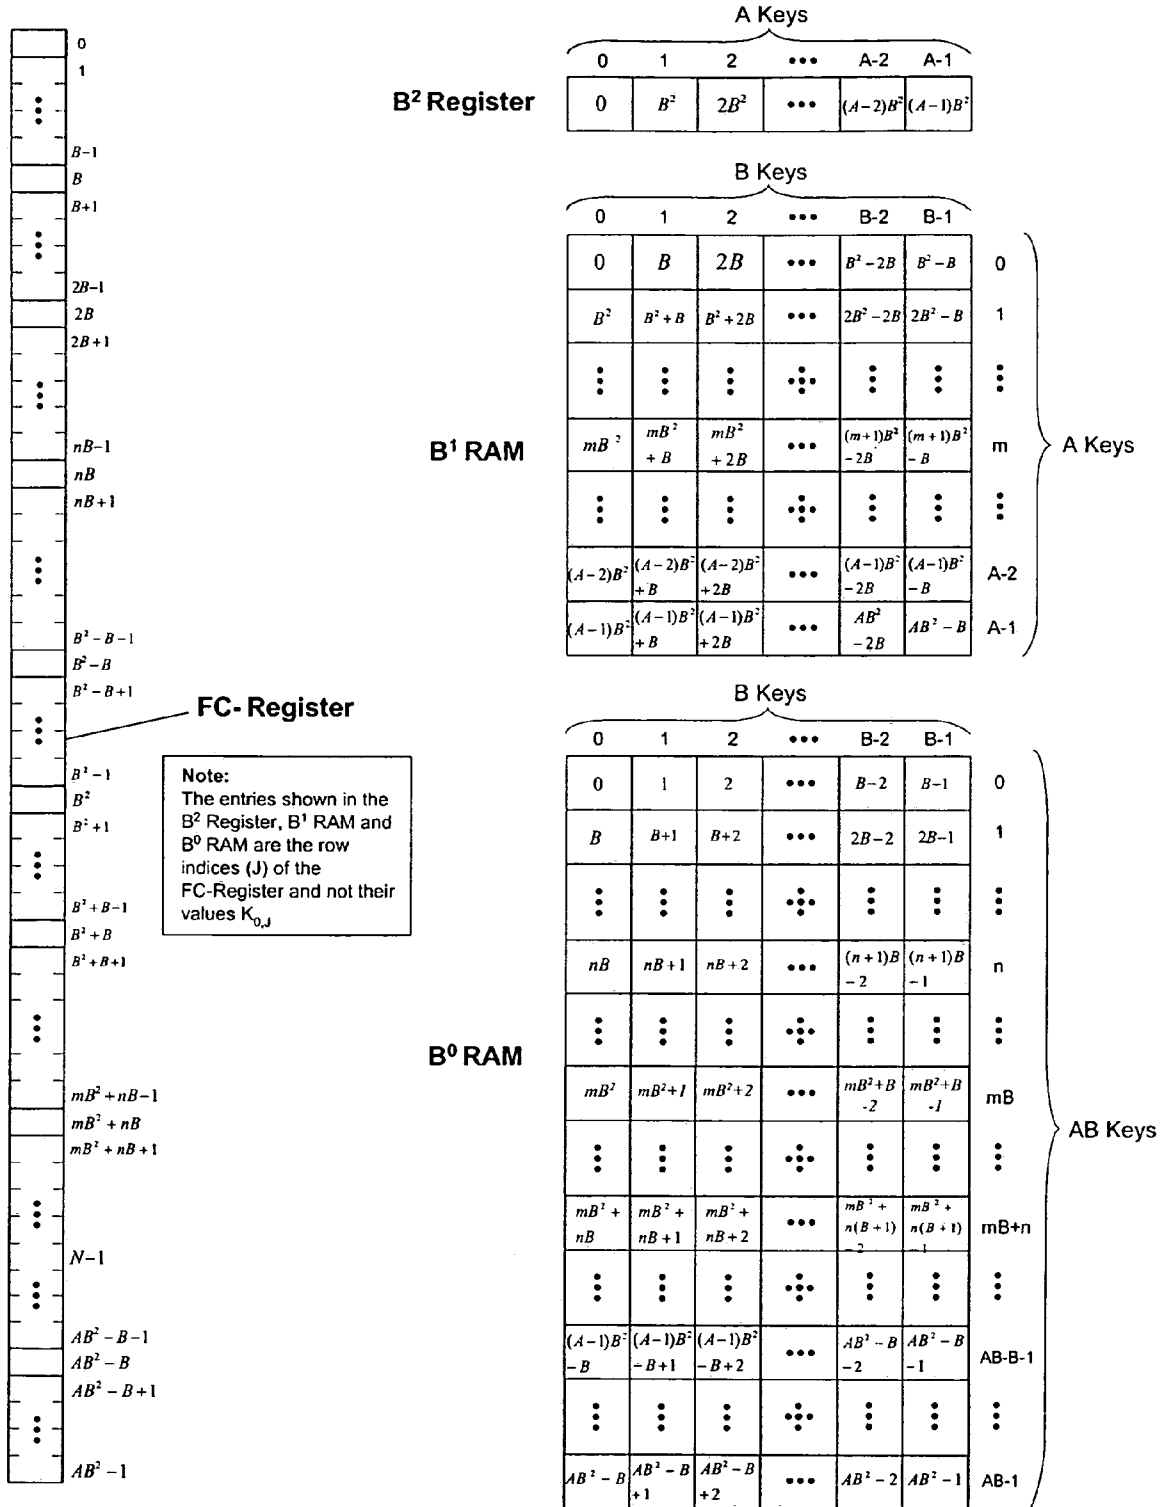 0
1
B-1
B
B+1
2B-1
2B
2B+1
nB-1
nB
nB+1
B² - B - 1
B² - B
B² - B + 1
B² - 1
B²
B² + 1
B² + B - 1
B² + B
B² + B + 1
mB² + nB - 1
mB² + nB
mB² + nB + 1
N-1
AB² - B - 1
AB² - B
AB² - B + 1
AB² - 1
FC- Register
Note:
The entries shown in the
B² Register, B¹ RAM and
B⁰ RAM are the row
indices (J) of the
FC-Register and not their
values K₀,J
A Keys
0 1 2 ••• A-2 A-1
B² Register
0 B² 2B² ••• (A-2)B² (A-1)B²
B Keys
0 1 2 ••• B-2 B-1
0 B 2B ••• B² - 2B B² - B 0
B² B² + B B² + 2B ••• 2B² - 2B 2B² - B 1
B¹ RAM
mB² mB² + B mB² + 2B ••• (m+1)B² - 2B (m+1)B² - B m
A Keys
(A-2)B² (A-2)B² + B (A-2)B² + 2B ••• (A-1)B² - 2B (A-1)B² - B A-2
(A-1)B² (A-1)B² + B (A-1)B² + 2B ••• AB² - 2B AB² - B A-1
B Keys
0 1 2 ••• B-2 B-1
0 1 2 ••• B-2 B-1 0
B B+1 B+2 ••• 2B-2 2B-1 1
nB nB+1 nB+2 ••• (n+1)B - 2 (n+1)B - 1 n
B⁰ RAM
mB² mB²+1 mB²+2 ••• mB²+B -2 mB²+B -1 mB
AB Keys
mB² + nB mB² + nB + 1 mB² + nB + 2 ••• mB² + n(B+1) - 2 mB² + n(B+1) - 1 mB+n
(A-1)B² - B (A-1)B² - B + 1 (A-1)B² - B + 2 ••• AB² - B - 2 AB² - B - 1 AB-B-1
AB² - B AB² - B + 1 AB² - B + 2 ••• AB² - 2 AB² - 1 AB-1